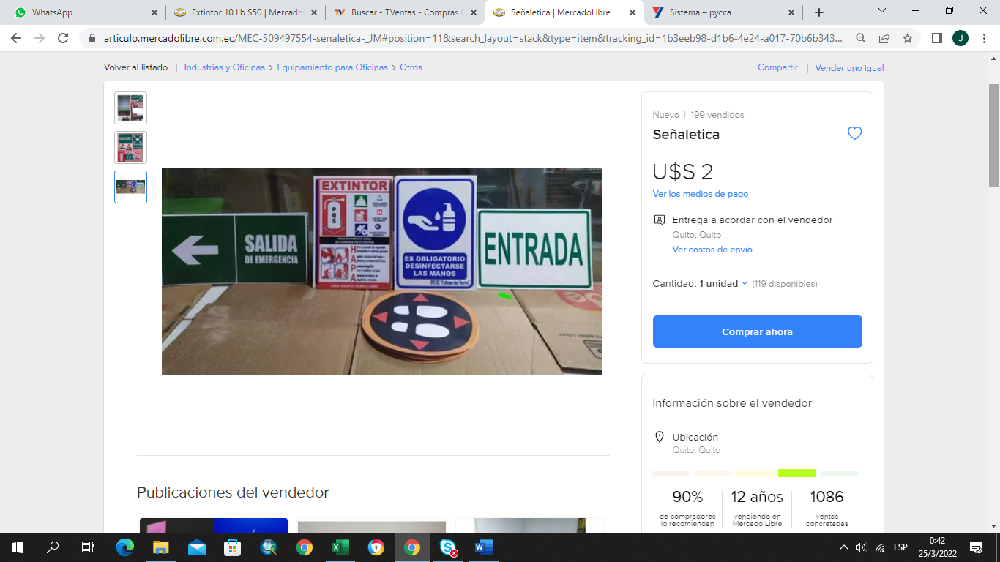 WhatsApp
Extintor 10 Lb $50 | Mercado
Buscar - TVentas - Compras
Señaletica | MercadoLibre
Sistema – pycca
articulo.mercadolibre.com.ec/MEC-509497554-senaletica-_JM#position=11&search_layout=stack&type=item&tracking_id=1b3eeb98-d1b6-4e24-a017-70b6b343...
J
Volver al listado | Industrias y Oficinas > Equipamiento para Oficinas > Otros
Compartir | Vender uno igual
Nuevo | 199 vendidos
Señaletica
U$S 2
Ver los medios de pago
Entrega a acordar con el vendedor
Quito, Quito
Ver costos de envío
Cantidad: 1 unidad (119 disponibles)
Comprar ahora
SALIDA
DE EMERGENCIA
EXTINTOR
PQS
H
A
P
A
ES OBLIGATORIO
DESINFECTARSE
LAS MANOS
ENTRADA
Información sobre el vendedor
Ubicación
Quito, Quito
90%
de compradores
lo recomiendan
12 años
vendiendo en
Mercado Libre
1086
ventas
concretadas
Publicaciones del vendedor
ESP
0:42
25/3/2022